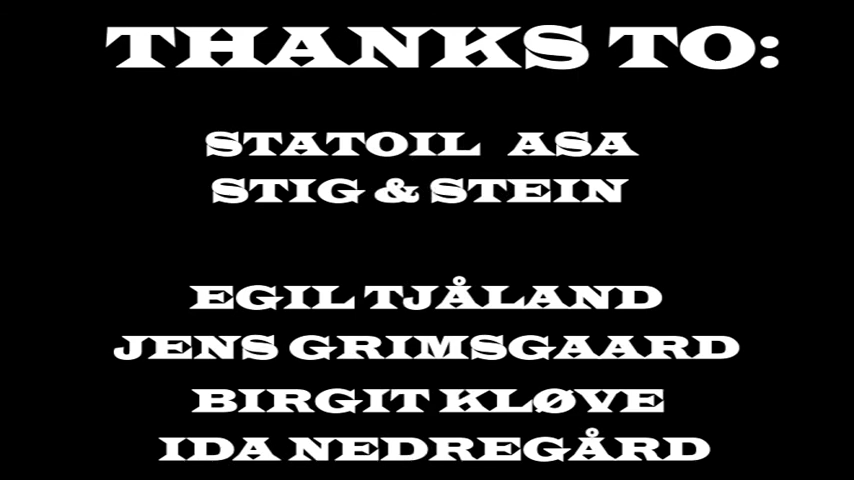 THANKS TO:
STATOIL ASA
STIG & STEIN
EGIL TJÅLAND
JENS GRIMSGAARD
BIRGIT KLØVE
IDA NEDREGÅRD